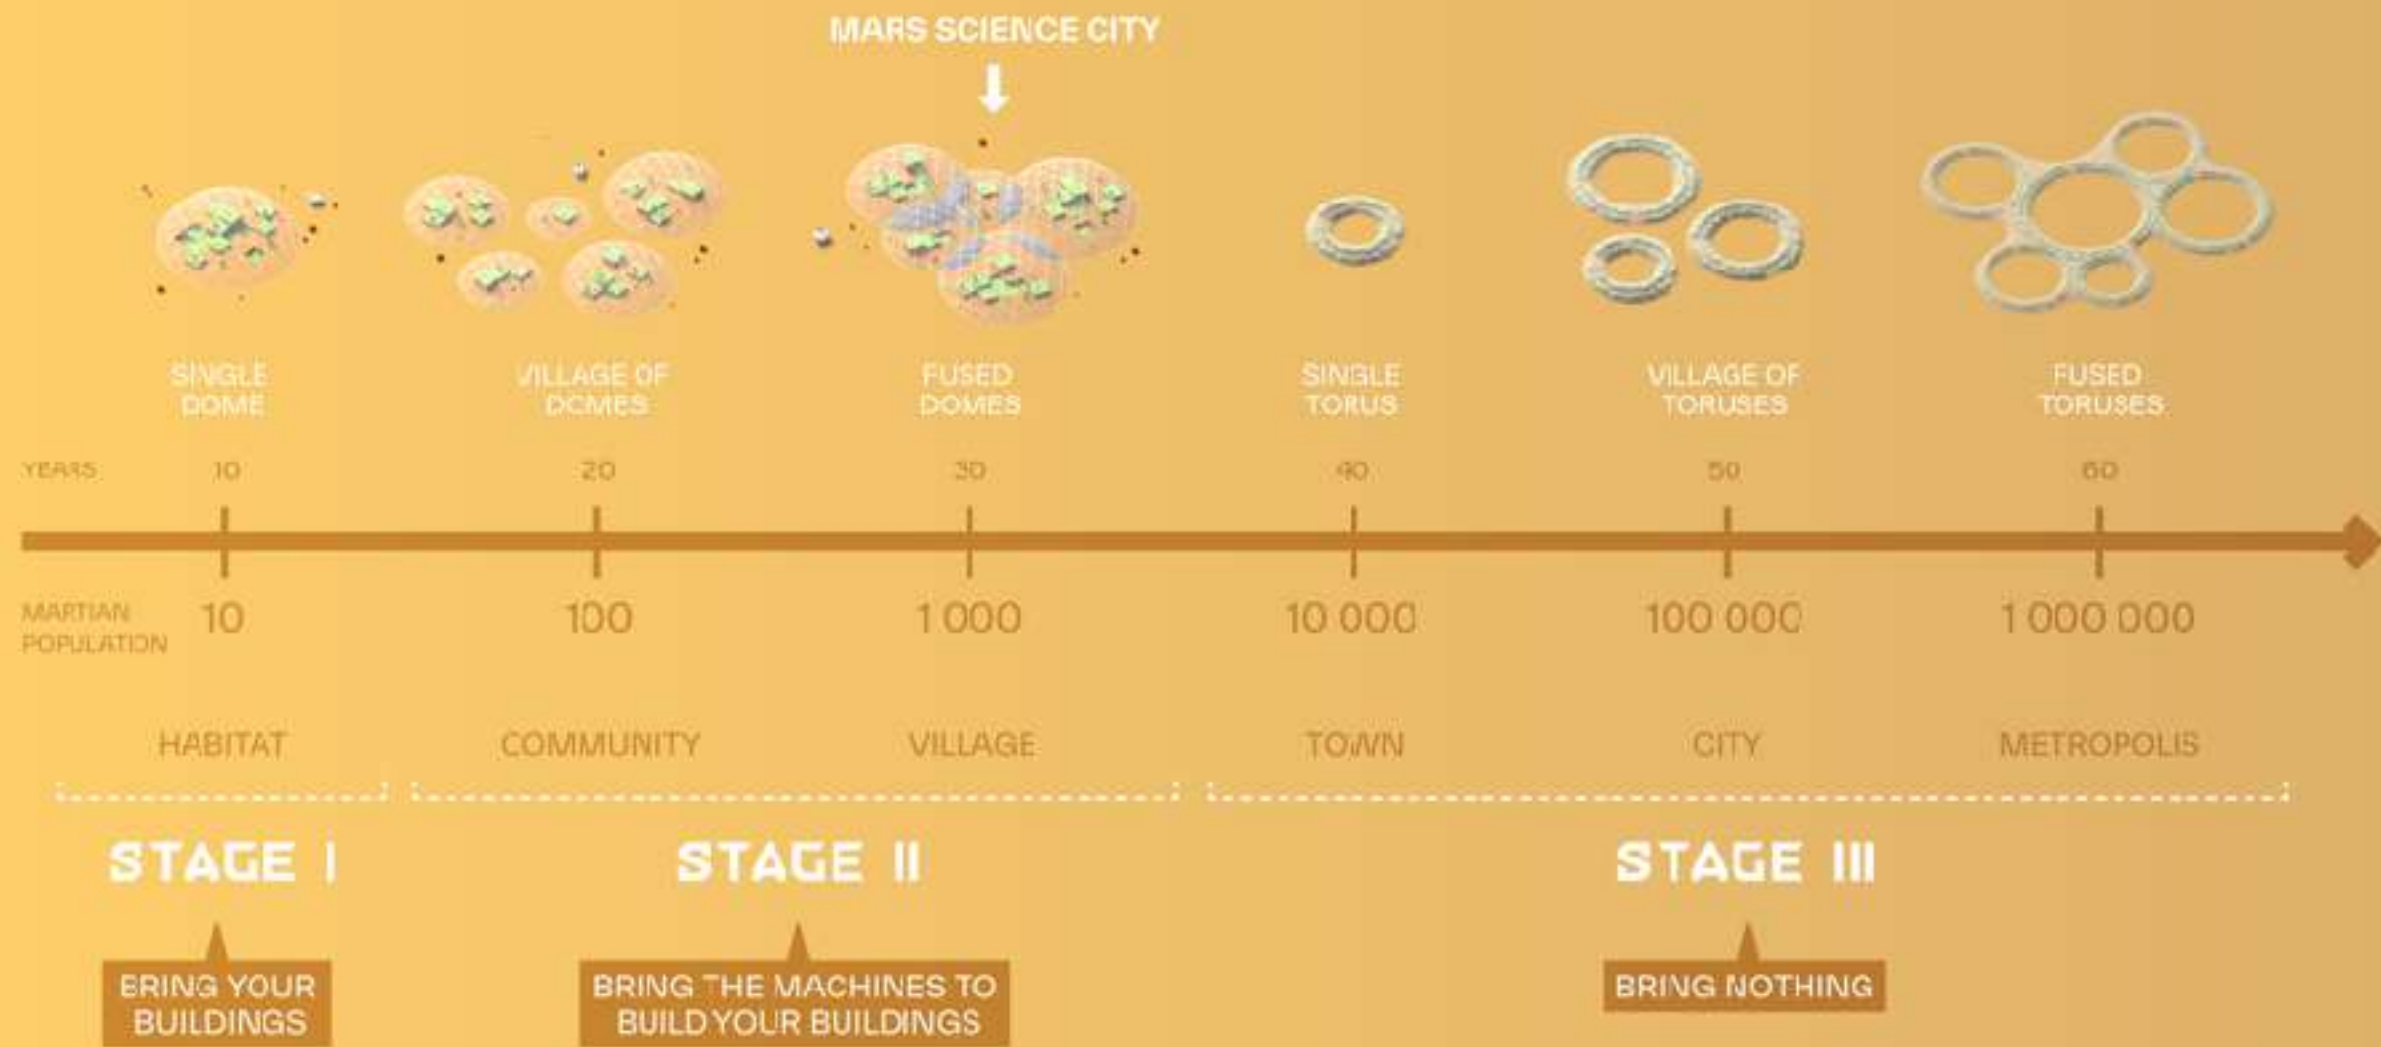 MARS SCIENCE CITY
SINGLE
DOME
VILLAGE OF
DOMES
FUSED
DOMES
SINGLE
TORUS
VILLAGE OF
TORUSES
FUSED
TORUSES
YEARS 10 20 30 40 50 60
MARTIAN
POPULATION
10 100 1 000 10 000 100 000 1 000 000
HABITAT COMMUNITY VILLAGE TOWN CITY METROPOLIS
STAGE I STAGE II STAGE III
BRING YOUR
BUILDINGS
BRING THE MACHINES TO
BUILD YOUR BUILDINGS
BRING NOTHING